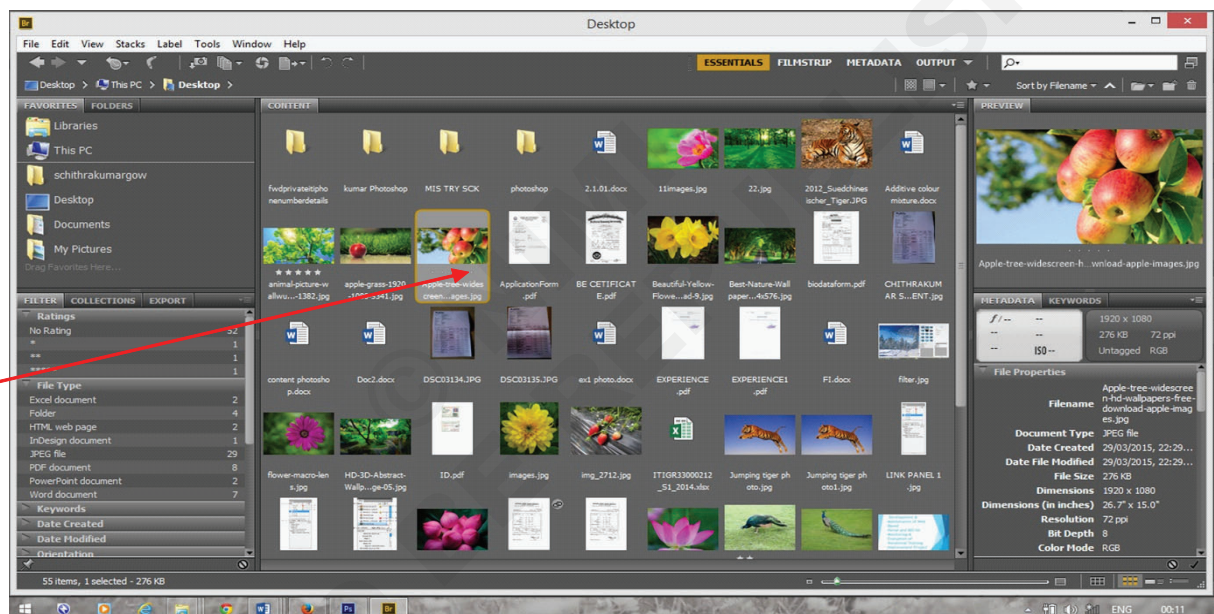 Br
Desktop
File Edit View Stacks Label Tools Window Help
ESSENTIALS FILMSTRIP METADATA OUTPUT
Desktop > This PC > Desktop >
Sort by Filename
FAVORITES FOLDERS
Libraries
This PC
schithrakumargow
Desktop
Documents
My Pictures
Drag Favorites Here...
FILTER COLLECTIONS EXPORT
Ratings
No Rating 52
* 1
** 1
1
File Type
Excel document 2
Folder 4
HTML web page 2
InDesign document 1
JPEG file 29
PDF document 8
PowerPoint document 2
Word document 7
Keywords
Date Created
Date Modified
Orientation
CONTENT
fwdprivateitipho
nenumberdetails
kumar Photoshop
MIS TRY SCK
photoshop
2.1.01.docx
11images.jpg
22.jpg
2012_Suedchines
ischer_Tiger.JPG
Additive colour
mixture.docx
animal-picture-w
allwu...-1382.jpg
apple-grass-1920
Apple-tree-wides
creen...ages.jpg
ApplicationForm
.pdf
BE CETIFICAT
E.pdf
Beautiful-Yellow-
Flowe...ad-9.jpg
Best-Nature-Wall
paper...4x576.jpg
biodataform.pdf
CHITHRAKUM
AR S...ENT.jpg
content photosho
p.docx
Doc2.docx
DSC03134.JPG
DSC03135.JPG
ex1 photo.docx
EXPERIENCE
.pdf
EXPERIENCE1
.pdf
FI.docx
filter.jpg
flower-macro-len
s.jpg
HD-3D-Abstract-
Wallp...ge-05.jpg
ID.pdf
images.jpg
img_2712.jpg
ITIGR33000212
_S1_2014.xlsx
Jumping tiger ph
oto.jpg
Jumping tiger ph
oto1.jpg
LINK PANEL 1
.jpg
PREVIEW
Apple-tree-widescreen-h...wnload-apple-images.jpg
METADATA KEYWORDS
f/-- --
-- --
-- ISO--
1920 x 1080
276 KB 72 ppi
Untagged RGB
File Properties
Filename Apple-tree-widescree
n-hd-wallpapers-free-
download-apple-imag
es.jpg
Document Type JPEG file
Date Created 29/03/2015, 22:29...
Date File Modified 29/03/2015, 22:29...
File Size 276 KB
Dimensions 1920 x 1080
Dimensions (in inches) 26.7" x 15.0"
Resolution 72 ppi
Bit Depth 8
Color Mode RGB
55 items, 1 selected - 276 KB
Ps
Br
ENG 00:11